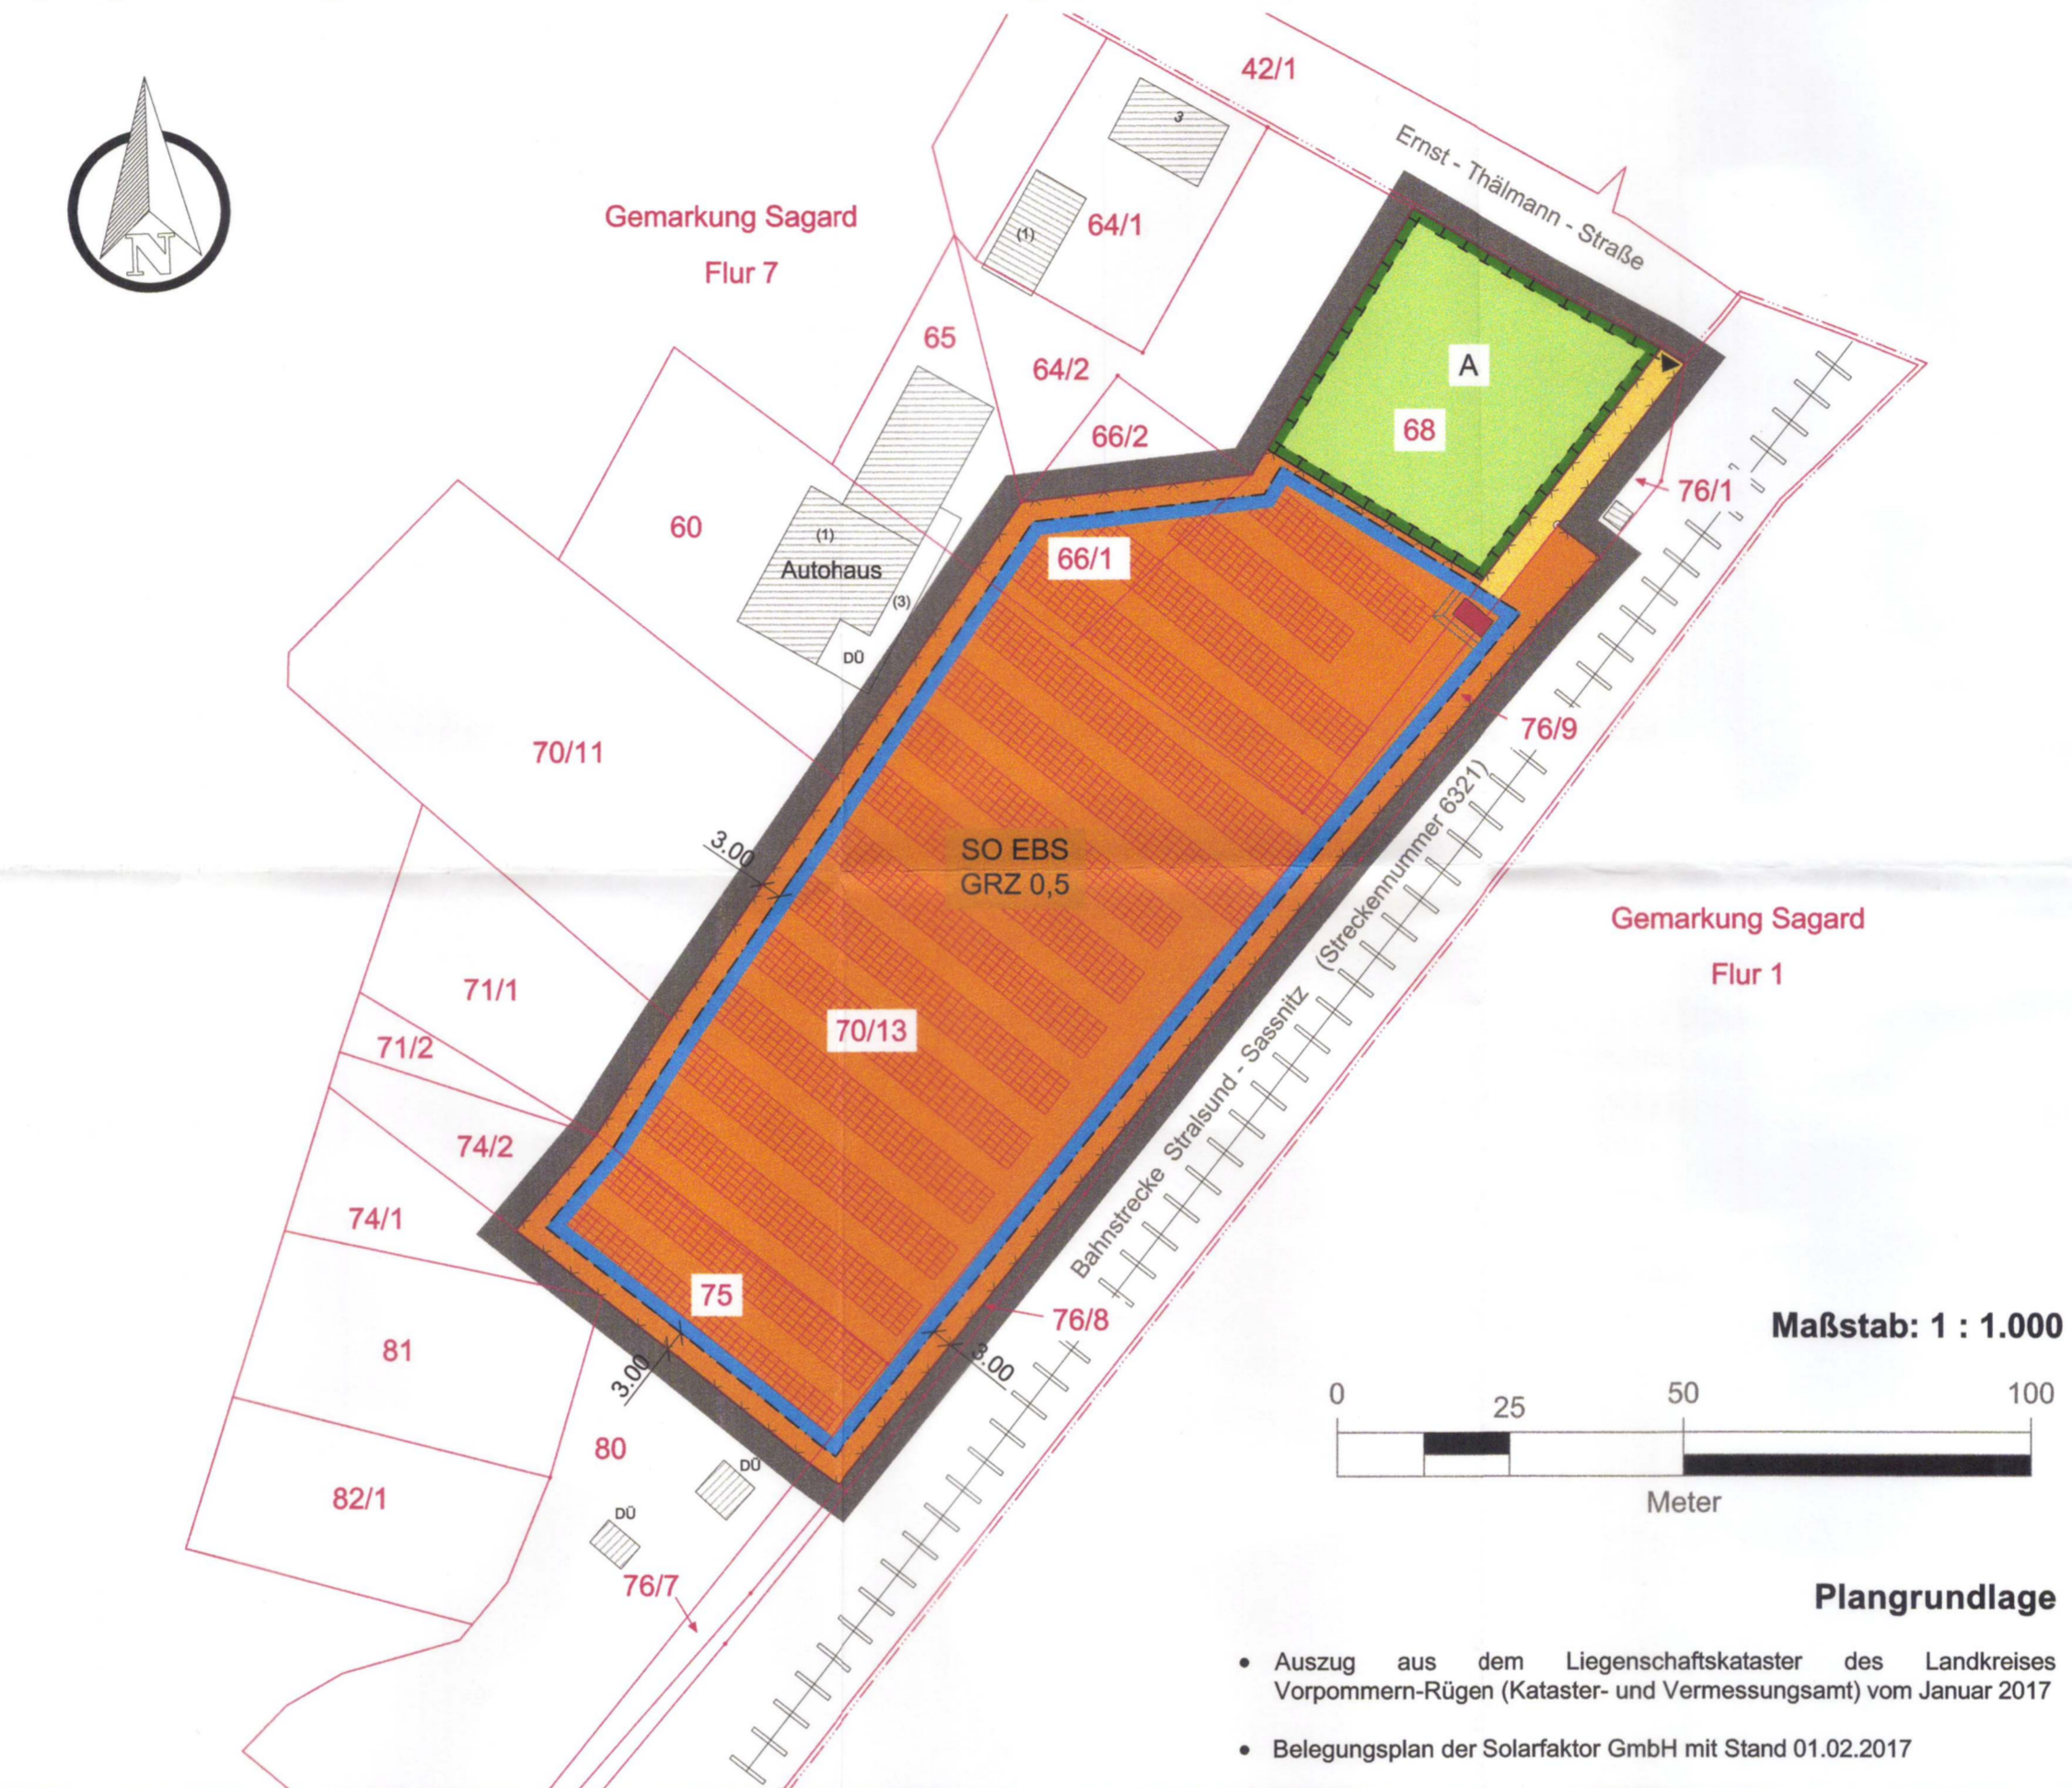 42/1
Ernst - Thälmann - Straße
3
N
Gemarkung Sagard
Flur 7
64/1
(1)
65
64/2
A
68
66/2
76/1
60
(1)
Autohaus
(3)
DÜ
66/1
76/9
70/11
3.00
SO EBS
GRZ 0,5
Bahnstrecke Stralsund - Sassnitz (Streckennummer 6321)
Gemarkung Sagard
Flur 1
71/1
70/13
71/2
74/2
74/1
75
76/8
3.00
3.00
81
80
DÜ
82/1
DÜ
76/7
Maßstab: 1 : 1.000
0 25 50 100
Meter
Plangrundlage
• Auszug aus dem Liegenschaftskataster des Landkreises
Vorpommern-Rügen (Kataster- und Vermessungsamt) vom Januar 2017
• Belegungsplan der Solarfaktor GmbH mit Stand 01.02.2017